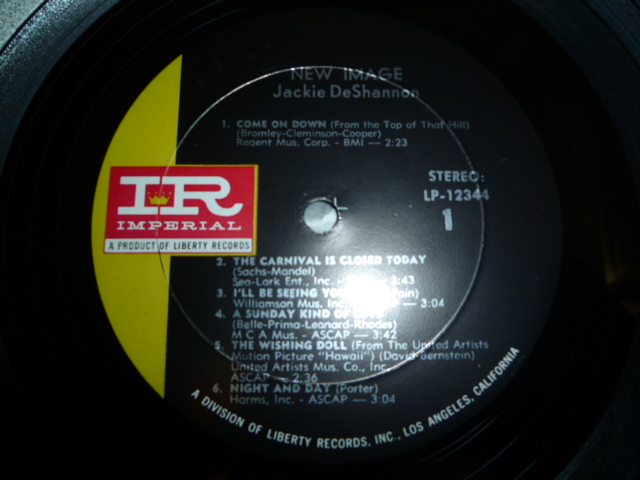 NEW IMAGE
Jackie DeShannon
1. COME ON DOWN (From the Top of That Hill)
(Bromley-Cleminson-Cooper)
Regent Mus. Corp. - BMI — 2:23
STEREO:
LP-12344
1
IR
IMPERIAL
A PRODUCT OF LIBERTY RECORDS
2. THE CARNIVAL IS CLOSED TODAY
(Sachs-Mandel)
Sea-Lark Ent., Inc. - 3:43
3. I'LL BE SEEING YOU
Williamson Mus. Inc. — 3:04
4. A SUNDAY KIND OF LOVE
(Belle-Prima-Leonard-Rhodes)
M C A Mus. - ASCAP — 3:42
5. THE WISHING DOLL (From The United Artists
Motion Picture "Hawaii") (David-Bernstein)
United Artists Mus. Co., Inc.
ASCAP — 2:36
6. NIGHT AND DAY (Porter)
Harms, Inc. - ASCAP — 3:04
A DIVISION OF LIBERTY RECORDS, INC., LOS ANGELES, CALIFORNIA